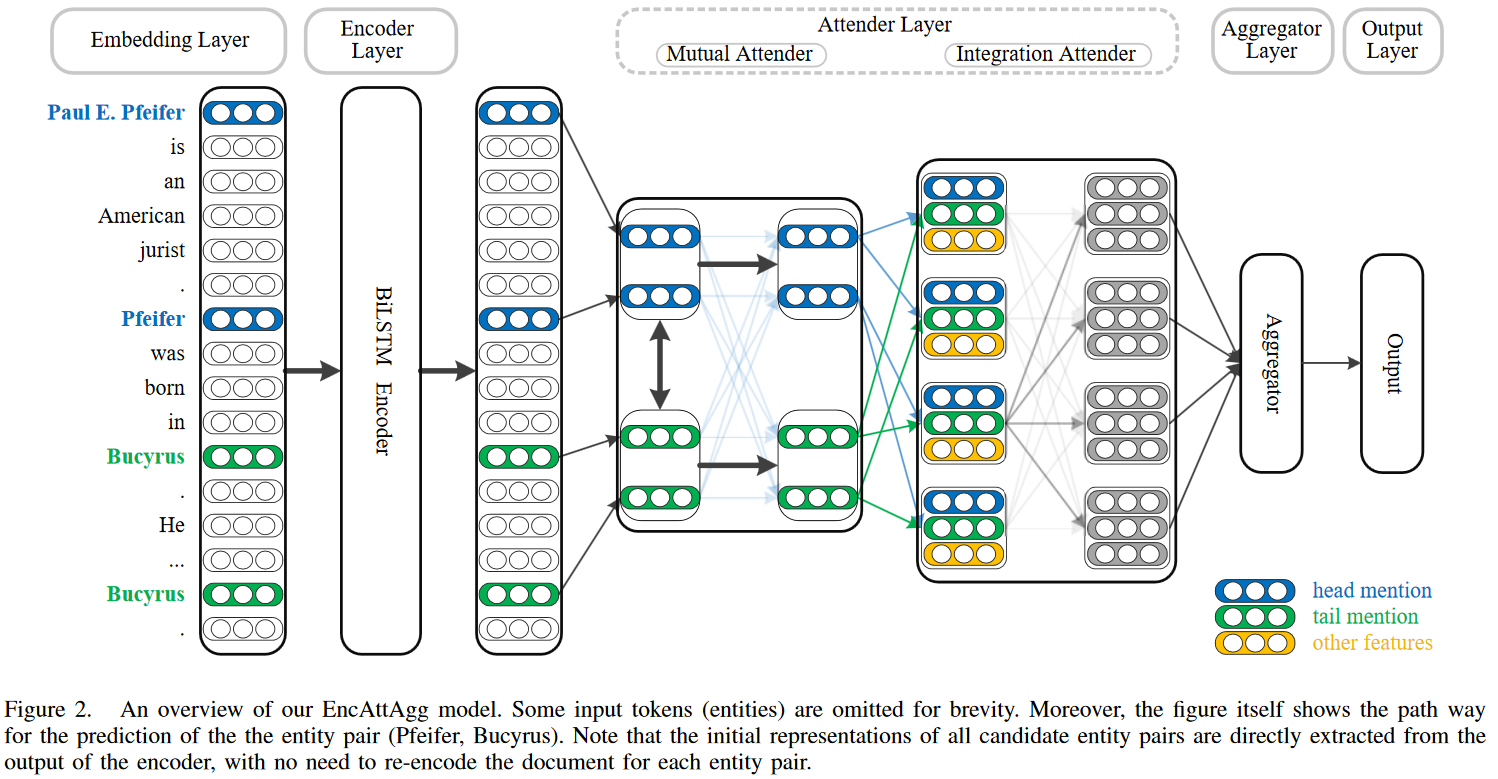 Embedding Layer
Encoder
Layer
Attender Layer
Mutual Attender
Integration Attender
Aggregator
Layer
Output
Layer
Paul E. Pfeifer
is
an
American
jurist
.
Pfeifer
was
born
in
Bucyrus
.
He
...
Bucyrus
.
BiLSTM Encoder
Aggregator
Output
head mention
tail mention
other features
Figure 2. An overview of our EncAttAgg model. Some input tokens (entities) are omitted for brevity. Moreover, the figure itself shows the path way
for the prediction of the the entity pair (Pfeifer, Bucyrus). Note that the initial representations of all candidate entity pairs are directly extracted from the
output of the encoder, with no need to re-encode the document for each entity pair.